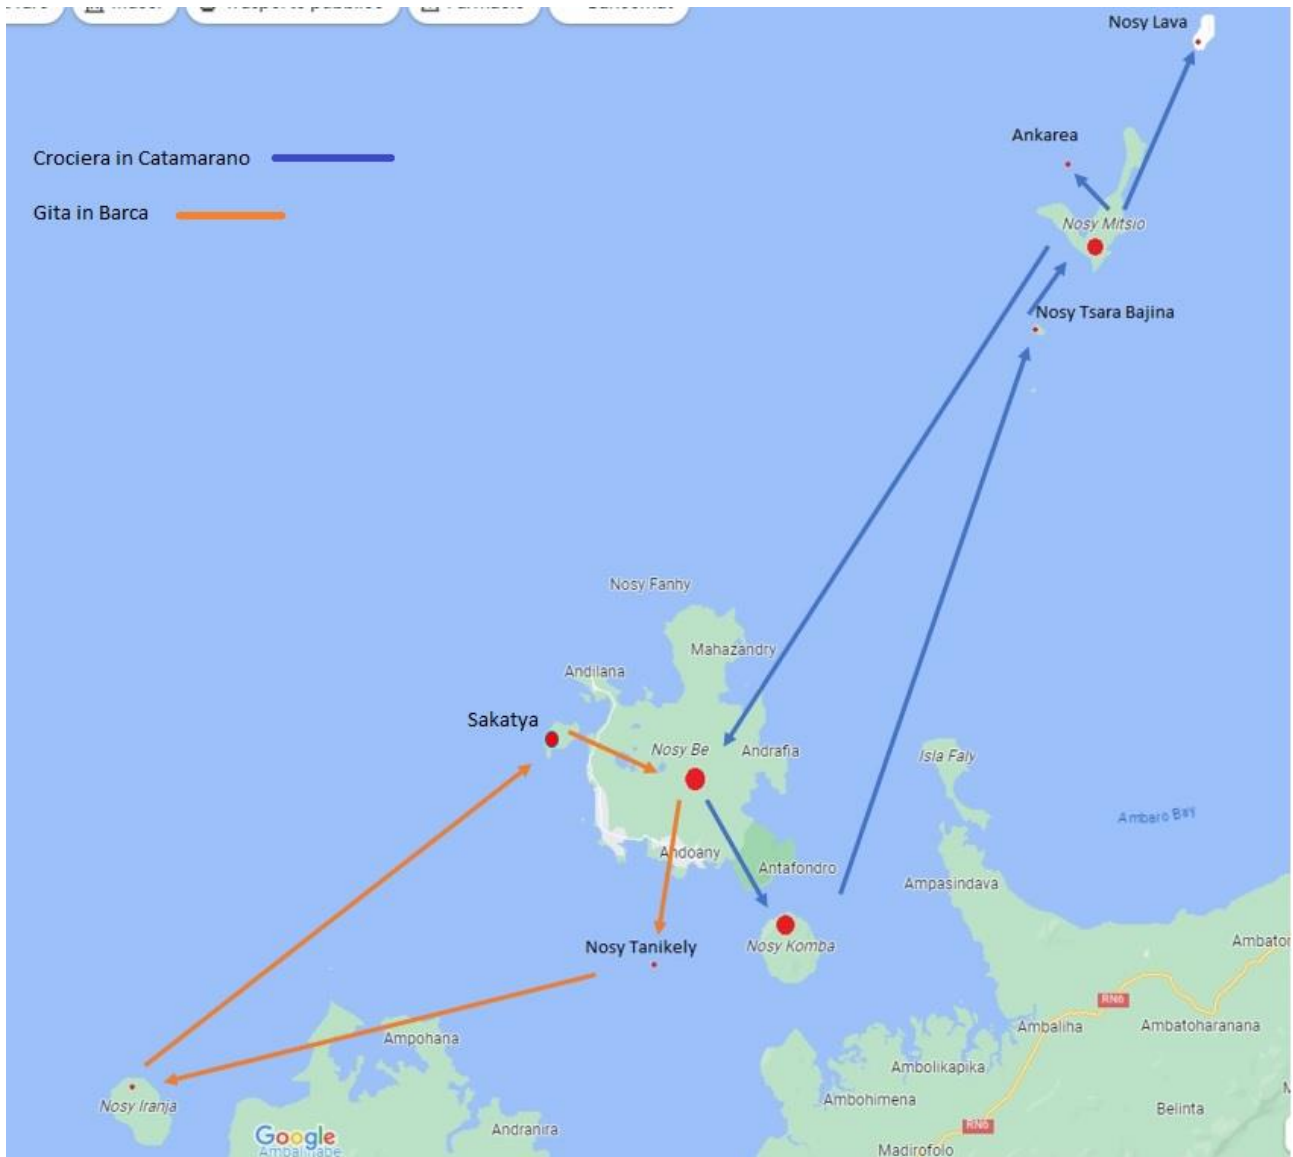 Nosy Lava
Ankarea
Crociera in Catamarano
Gita in Barca
Nosy Mitsio
Nosy Tsara Bajina
Nosy Fanhy
Mahazandry
Andilana
Sakatya
Nosy Be
Andrafia
Isla Faly
Ambaro Bay
Andoany
Antafondro
Ampasindava
Nosy Tanikely
Nosy Komba
Ambator
RN6
Ambaliha
Ambatoharanana
Ampohana
Ambolikapika
Nosy Iranja
Ambohimena
Belinta
Google
Andranira
RN6
Madirofolo